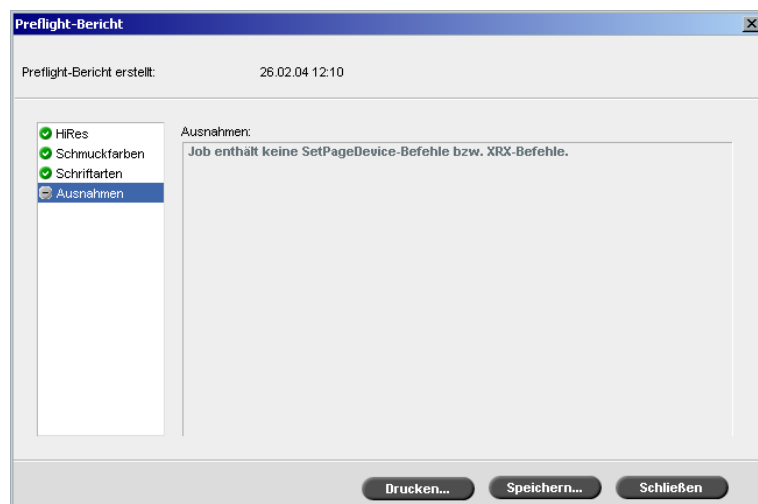 Preflight-Bericht
Preflight-Bericht erstellt: 26.02.04 12:10
HiRes
Schmuckfarben
Schriftarten
Ausnahmen
Ausnahmen:
Job enthält keine SetPageDevice-Befehle bzw. XRX-Befehle.
Drucken... Speichern... Schließen